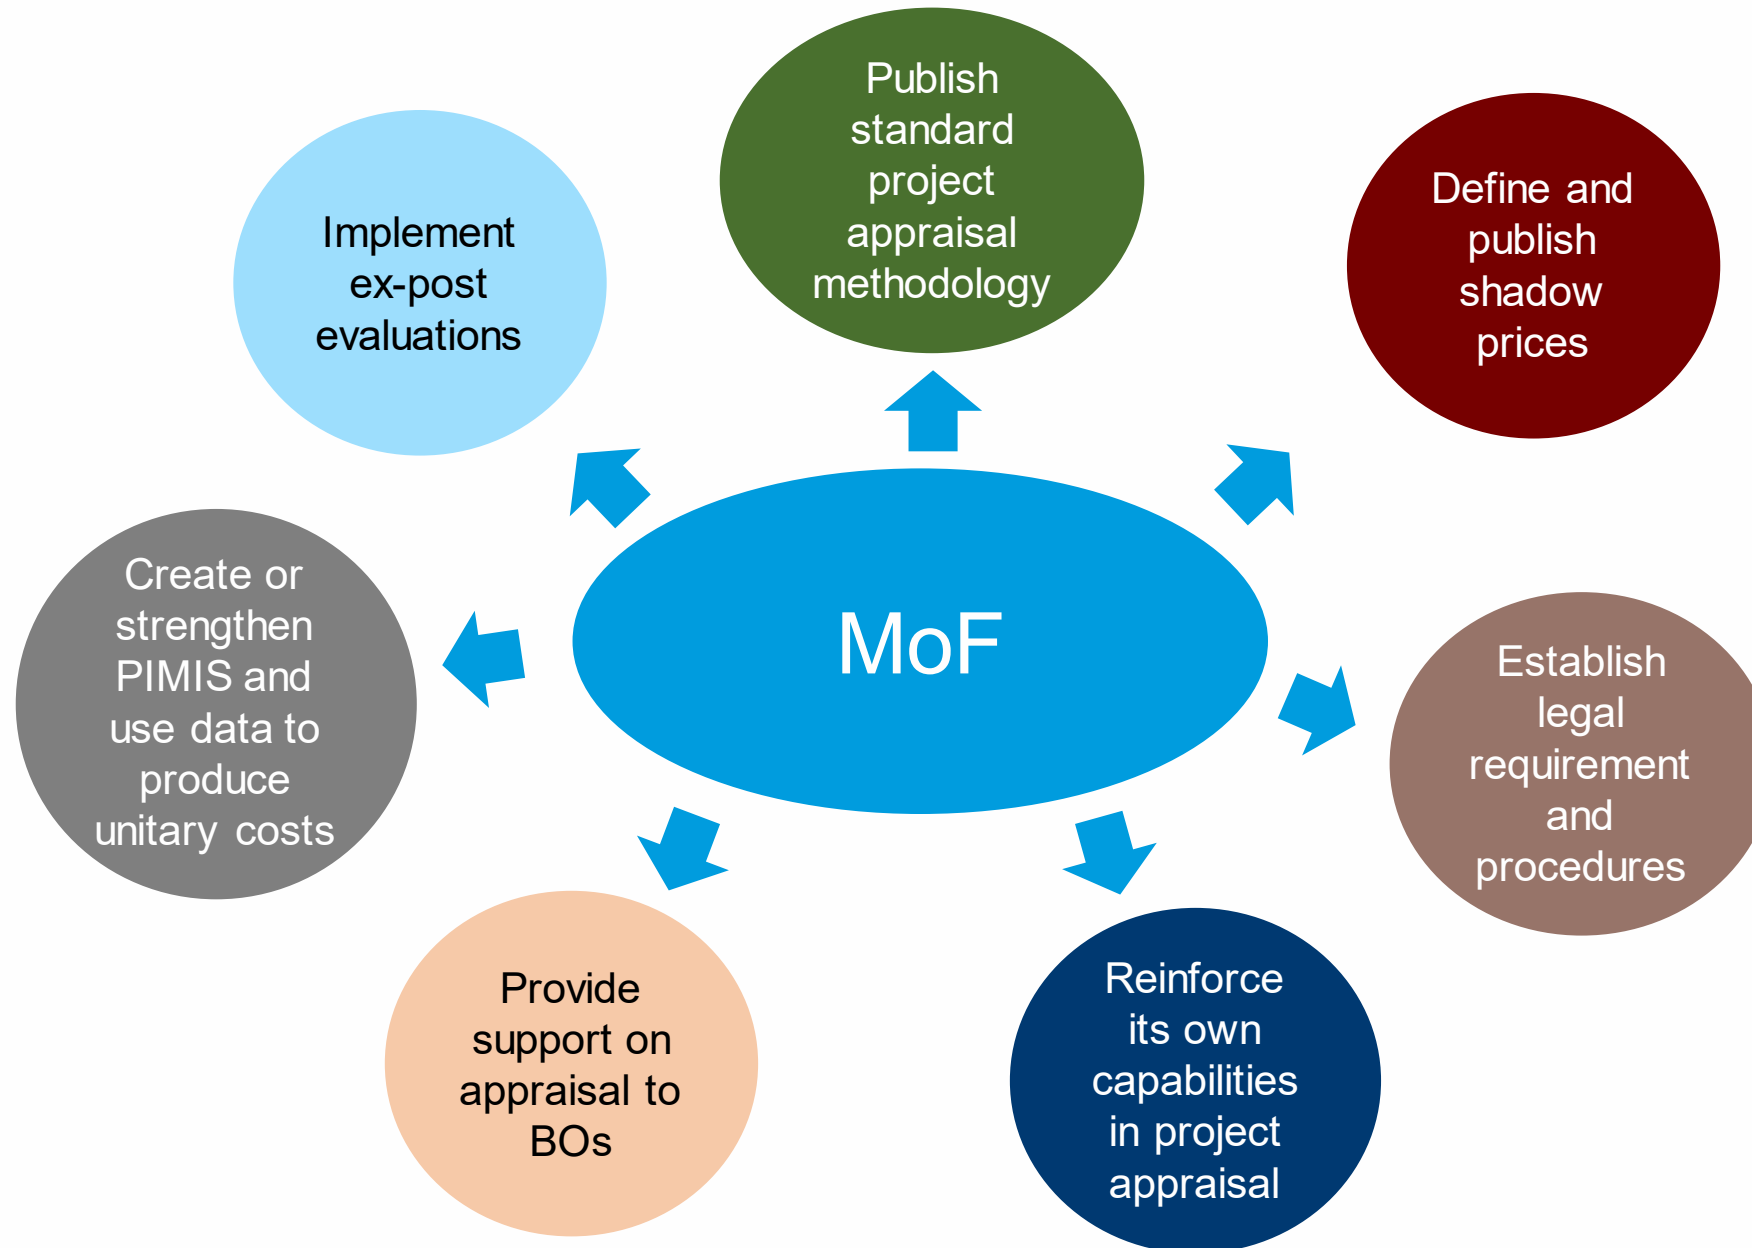 Publish
standard
project
appraisal
methodology
Define and
publish
shadow
prices
Implement
ex-post
evaluations
MoF
Create or
strengthen
PIMIS and
use data to
produce
unitary costs
Establish
legal
requirement
and
procedures
Provide
support on
appraisal to
BOs
Reinforce
its own
capabilities
in project
appraisal